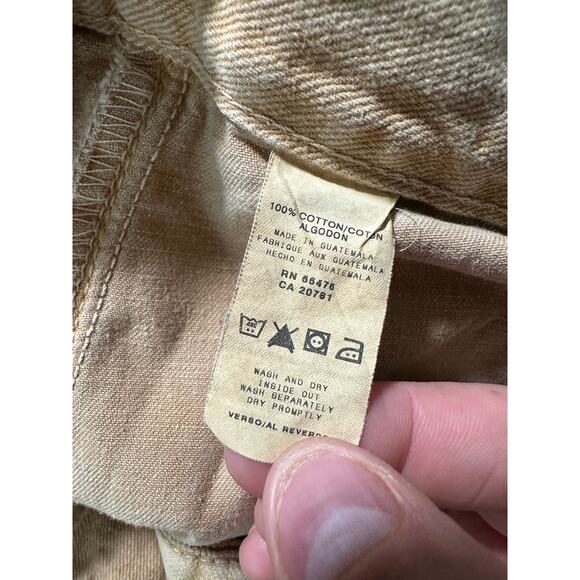 100% COTTON/COTON
ALGODON
MADE IN GUATEMALA
FABRIQUE AUX GUATEMALA
HECHO EN GUATEMALA
RN 66476
CA 20781
WASH AND DRY
INSIDE OUT
WASH SEPARATELY
DRY PROMPTLY
VERSO/AL REVERSO